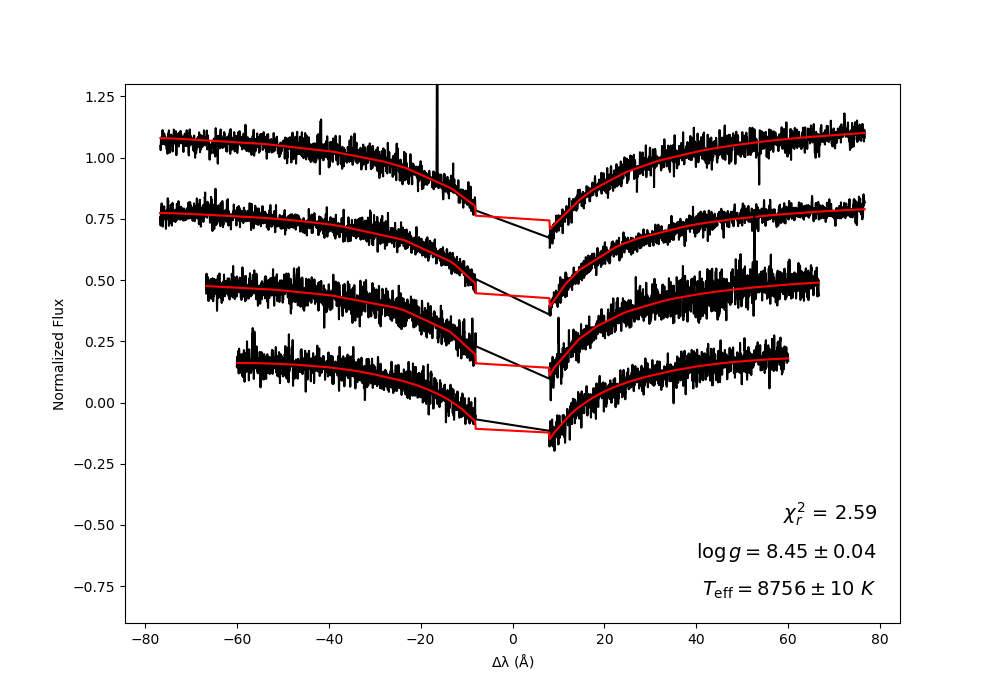 1.25
1.00
0.75
0.50
0.25
0.00
−0.25
−0.50
−0.75
Normalized Flux
χ²ᵣ = 2.59
log g = 8.45 ± 0.04
T_eff = 8756 ± 10 K
−80 −60 −40 −20 0 20 40 60 80
Δλ (Å)